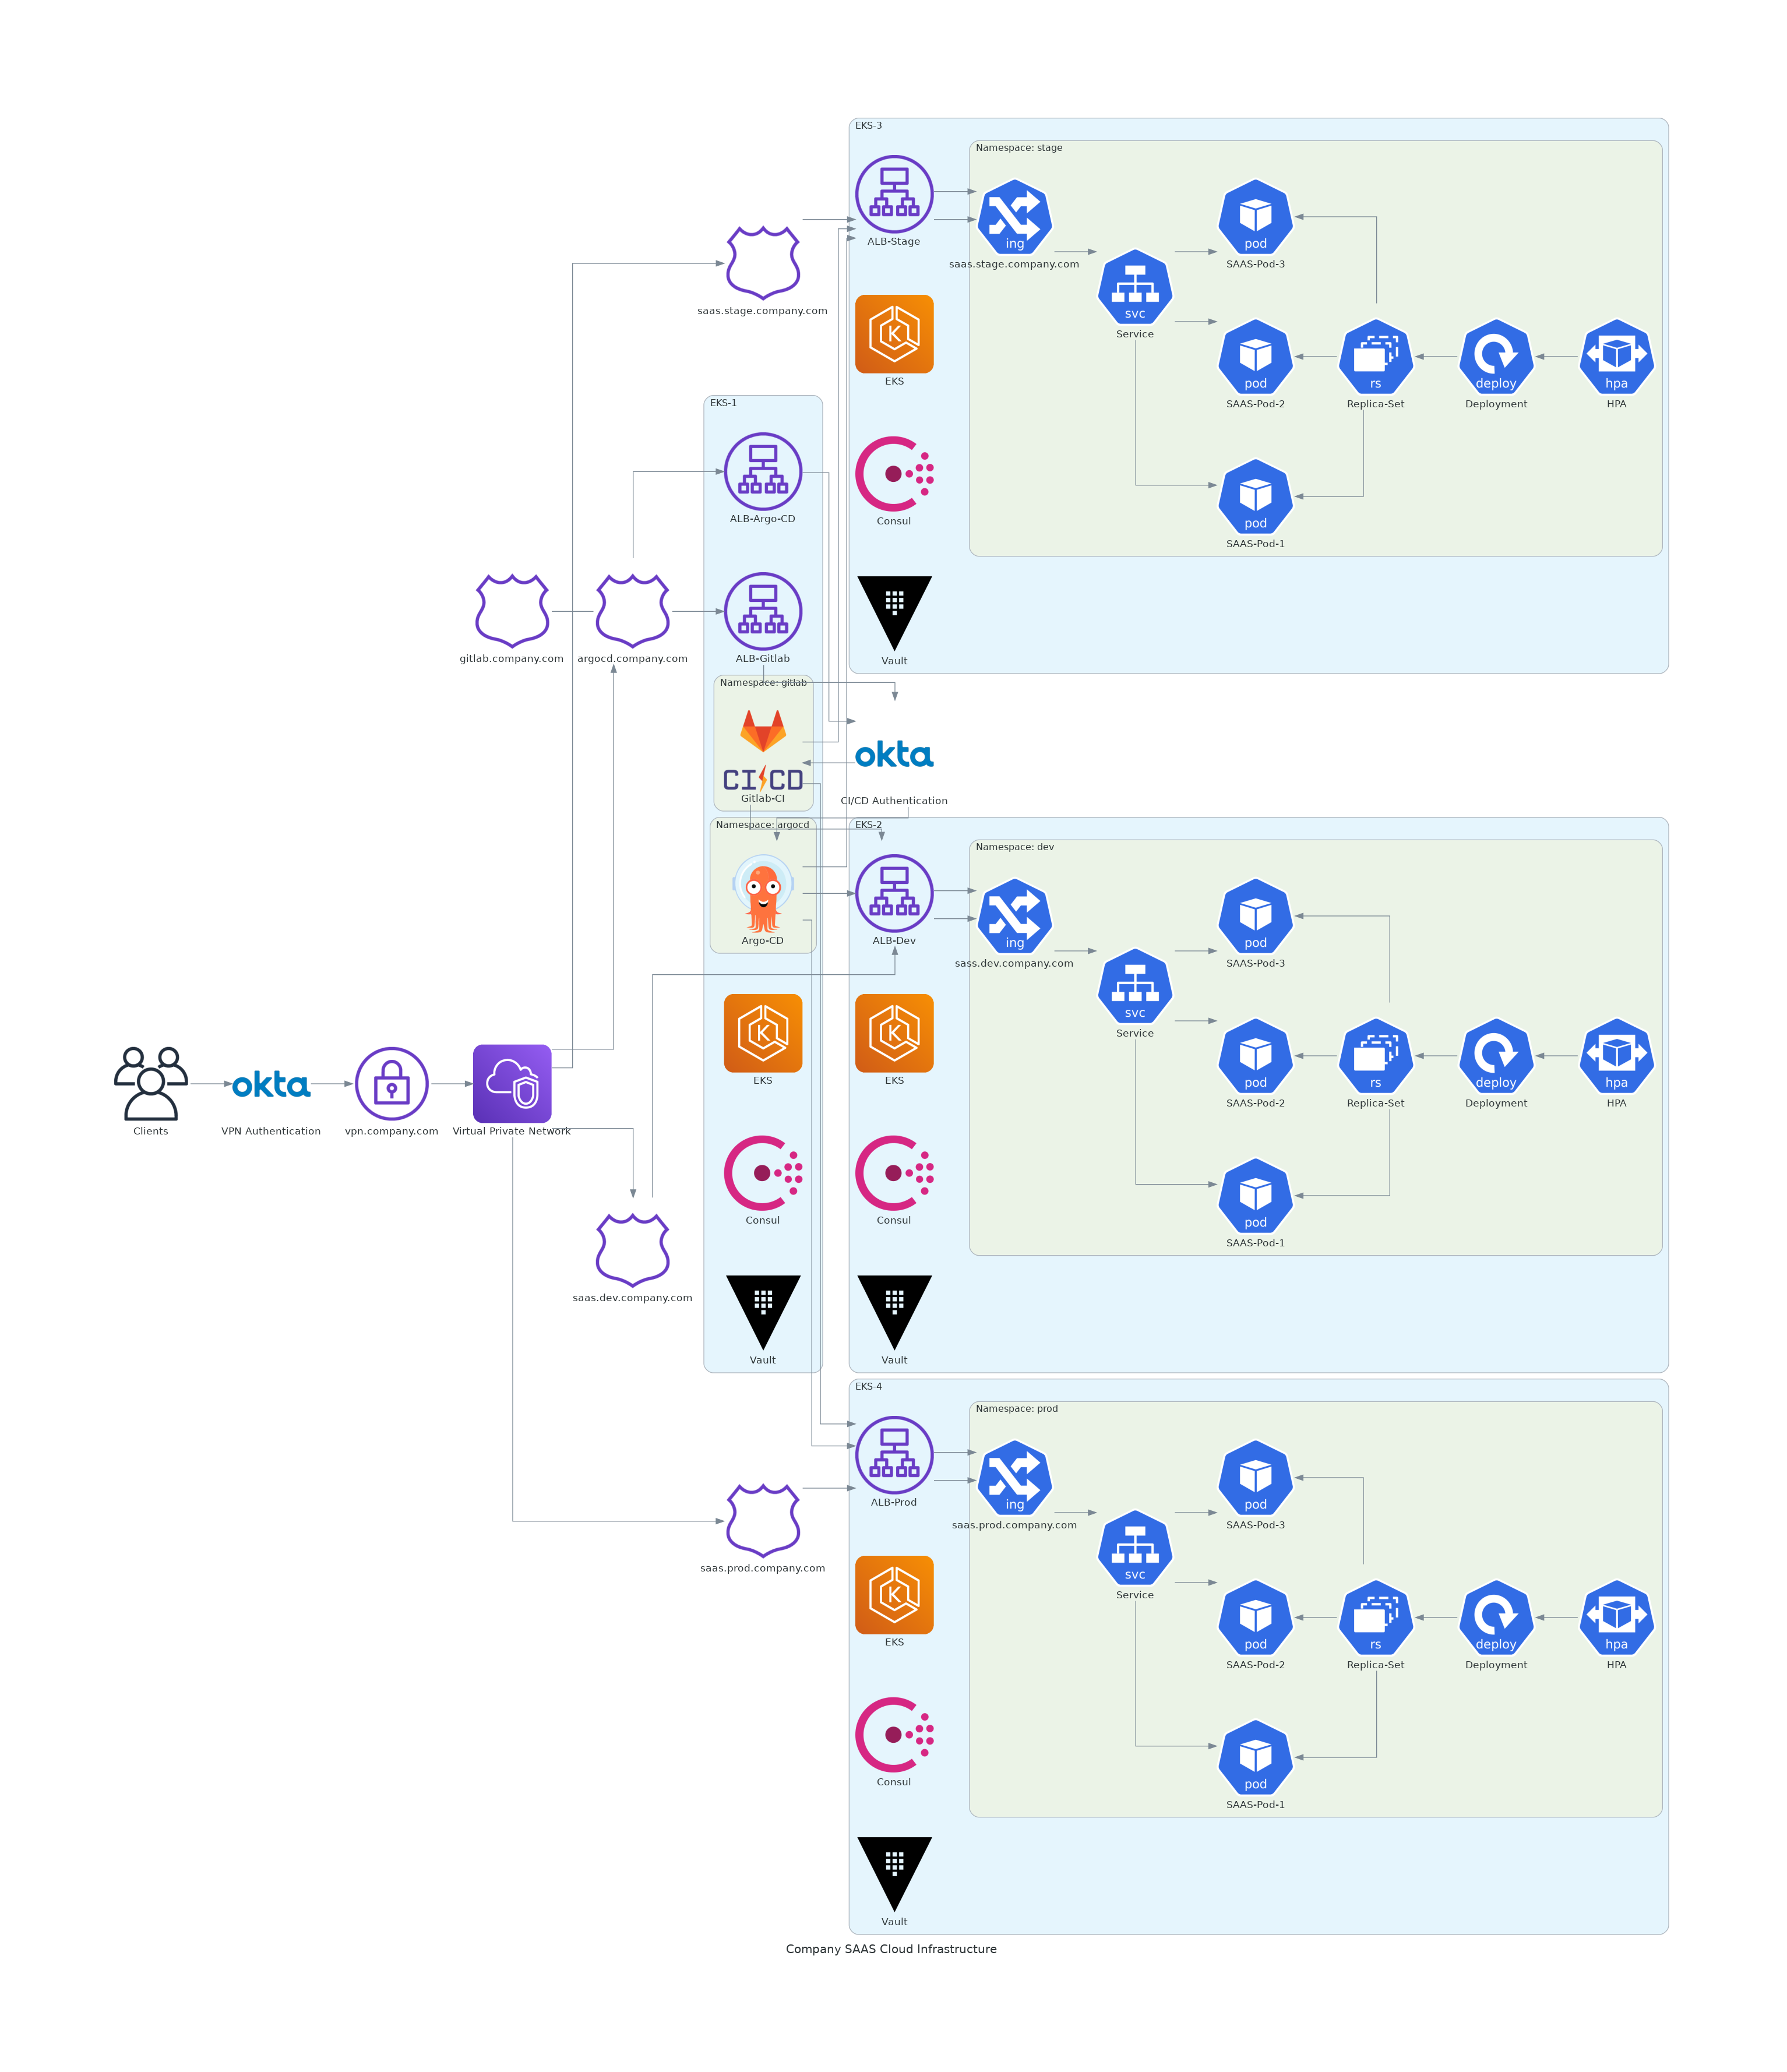 EKS-3
Namespace: stage
ALB-Stage
ing
saas.stage.company.com
pod
SAAS-Pod-3
saas.stage.company.com
svc
Service
EKS
pod
SAAS-Pod-2
rs
Replica-Set
deploy
Deployment
hpa
HPA
EKS-1
ALB-Argo-CD
Consul
pod
SAAS-Pod-1
gitlab.company.com
argocd.company.com
ALB-Gitlab
Vault
Namespace: gitlab
okta
CI/CD Authentication
CI CD
Gitlab-CI
Namespace: argocd
Argo-CD
EKS-2
Namespace: dev
ALB-Dev
ing
sass.dev.company.com
pod
SAAS-Pod-3
svc
Service
EKS
EKS
pod
SAAS-Pod-2
rs
Replica-Set
deploy
Deployment
hpa
HPA
Clients
okta
VPN Authentication
vpn.company.com
Virtual Private Network
Consul
Consul
pod
SAAS-Pod-1
saas.dev.company.com
Vault
Vault
EKS-4
Namespace: prod
ALB-Prod
ing
saas.prod.company.com
pod
SAAS-Pod-3
saas.prod.company.com
svc
Service
EKS
pod
SAAS-Pod-2
rs
Replica-Set
deploy
Deployment
hpa
HPA
Consul
pod
SAAS-Pod-1
Vault
Company SAAS Cloud Infrastructure